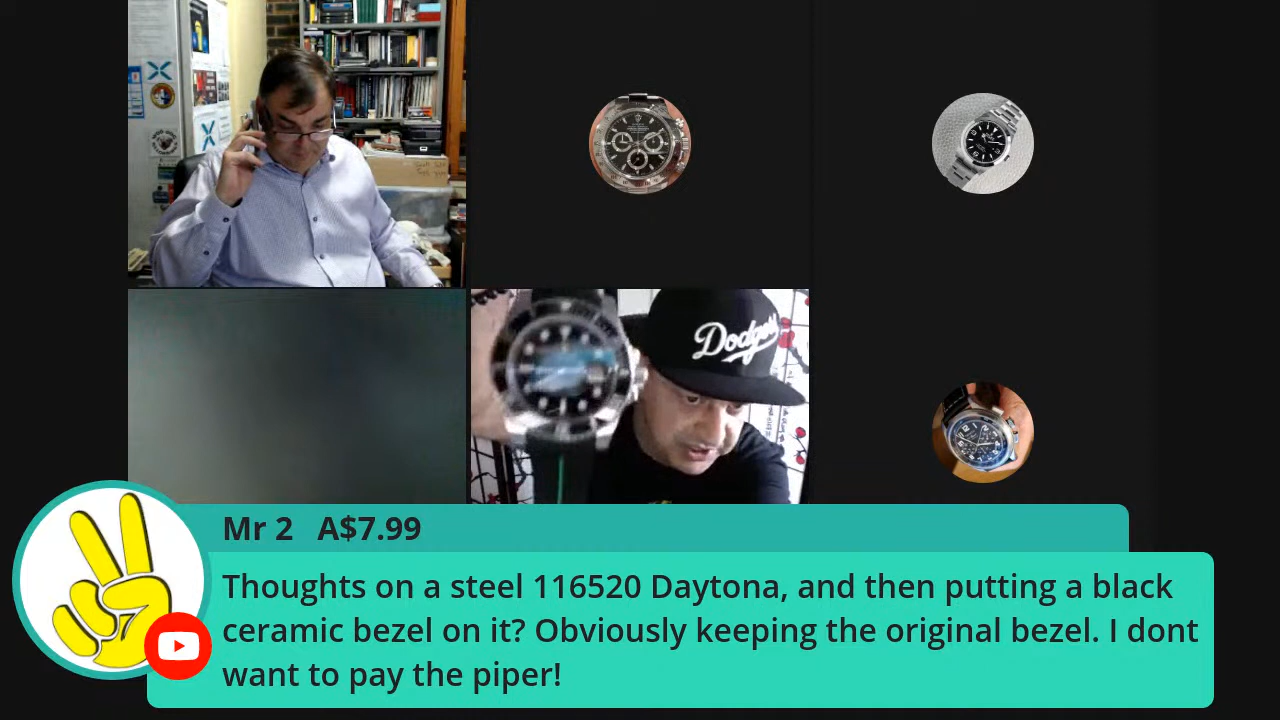 Dodgers
Mr 2 A$7.99
Thoughts on a steel 116520 Daytona, and then putting a black
ceramic bezel on it? Obviously keeping the original bezel. I dont
want to pay the piper!